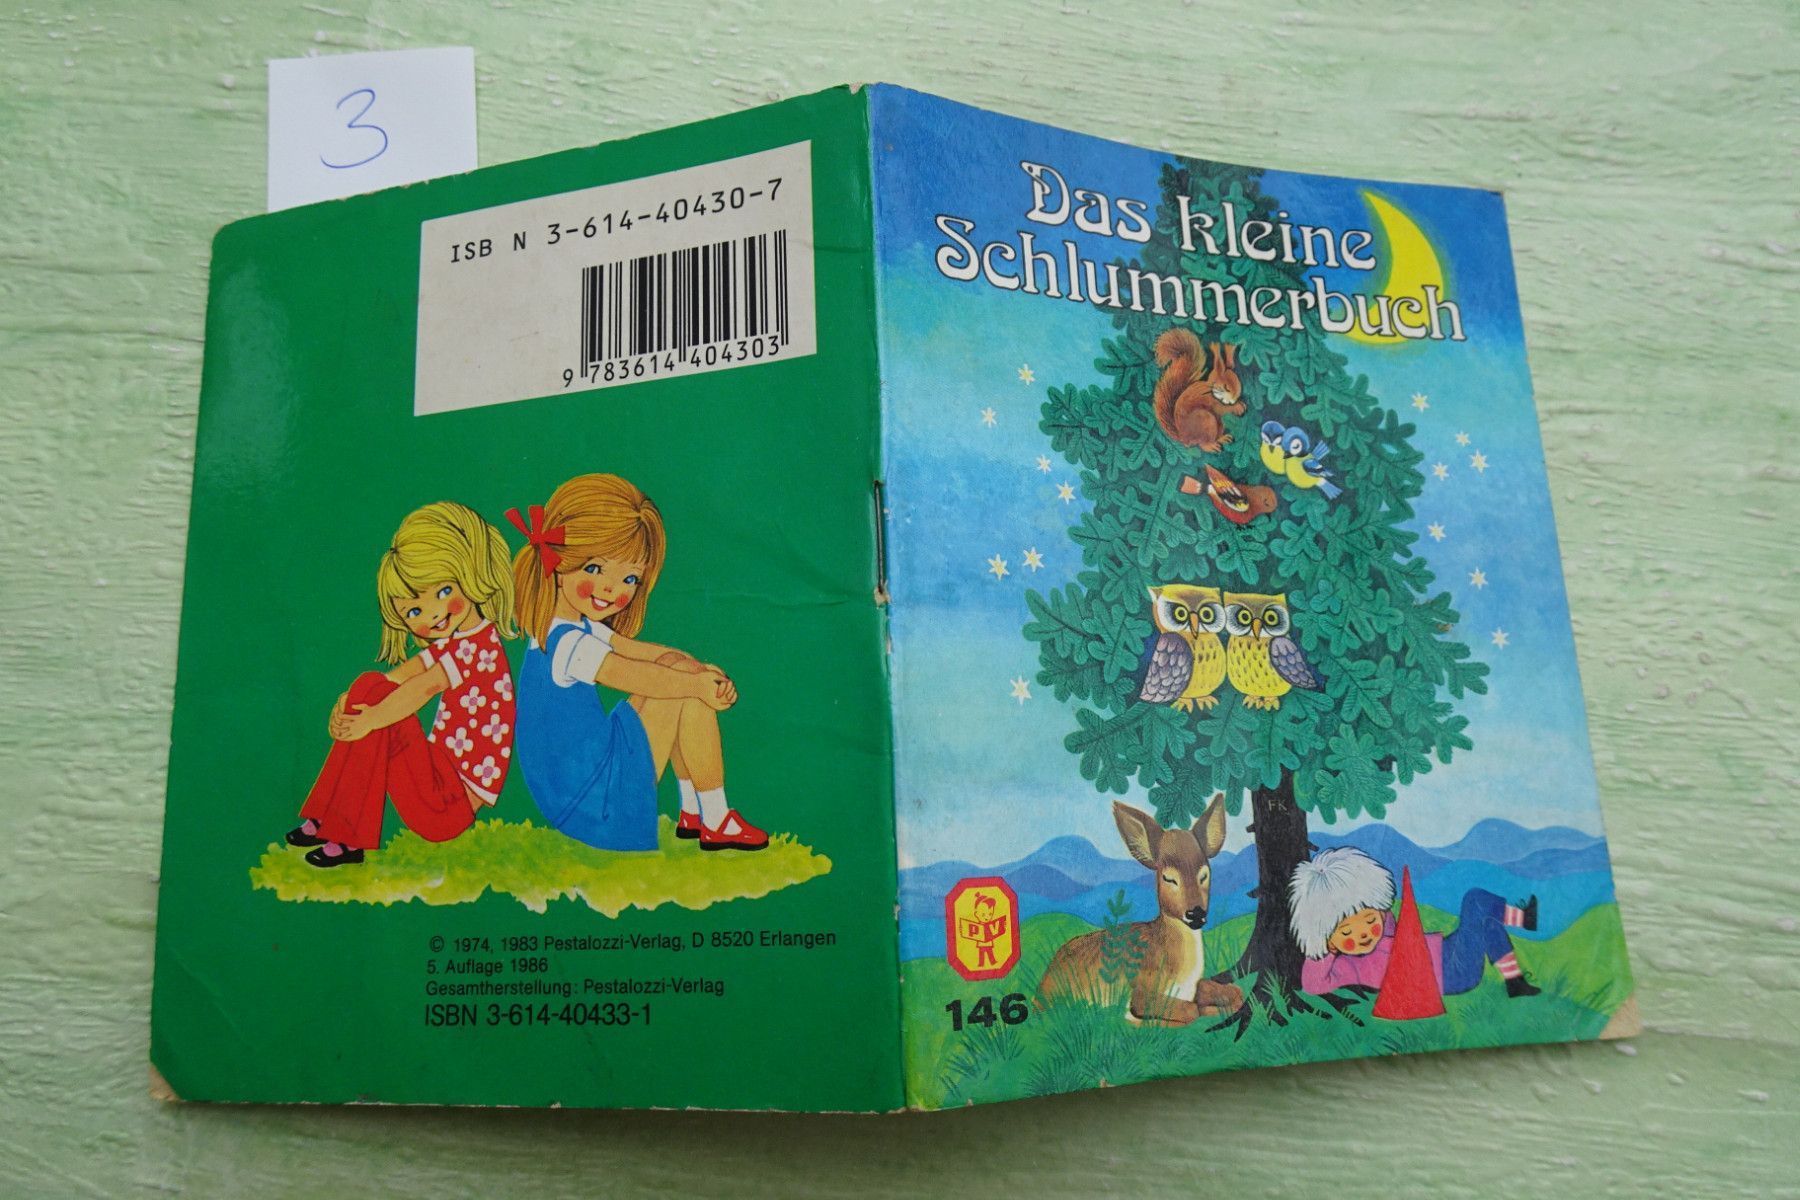 3
ISB N 3-614-40430-7
9 783614 404303
© 1974, 1983 Pestalozzi-Verlag, D 8520 Erlangen
5. Auflage 1986
Gesamtherstellung: Pestalozzi-Verlag
ISBN 3-614-40433-1
Das kleine
Schlummerbuch
FK
P V
146